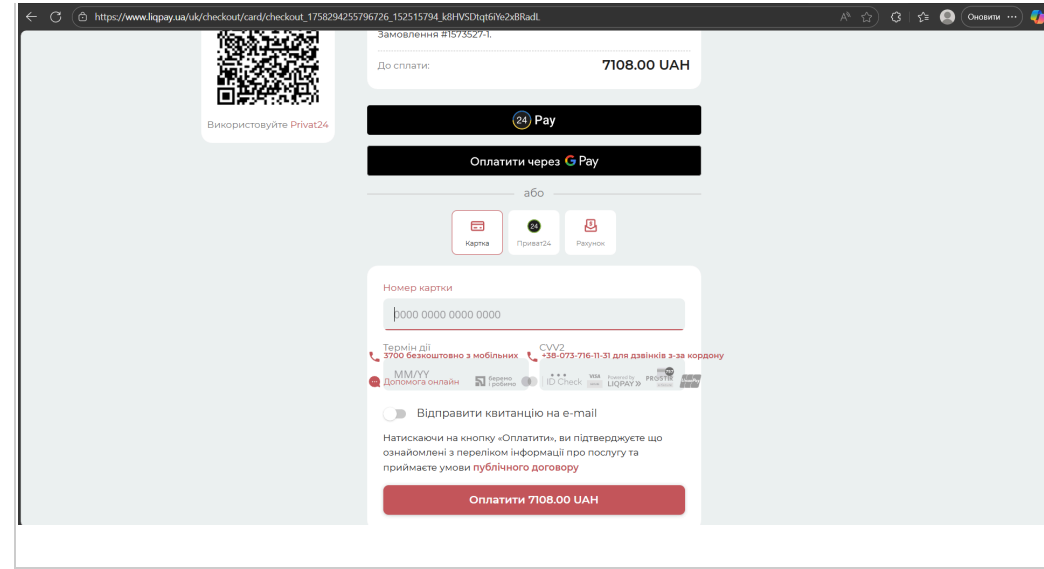 https://www.liqpay.ua/uk/checkout/card/checkout_1758294255796726_152515794_k8HVSDtqt6iYe2xBRadL
Оновити
Замовлення #1573527-1.
До сплати: 7108.00 UAH
Використовуйте Privat24
24 Pay
Оплатити через G Pay
або
24
Картка Приват24 Рахунок
Номер картки
0000 0000 0000 0000
Термін дії CVV2
3700 безкоштовно з мобільних +38-073-716-11-31 для дзвінків з-за кордону
MM/YY
Допомога онлайн беремо і робимо ID Check VISA Powered by LIQPAY PROSTIR
Відправити квитанцію на e-mail
Натискаючи на кнопку «Оплатити», ви підтверджуєте що
ознайомлені з переліком інформації про послугу та
приймаєте умови публічного договору
Оплатити 7108.00 UAH